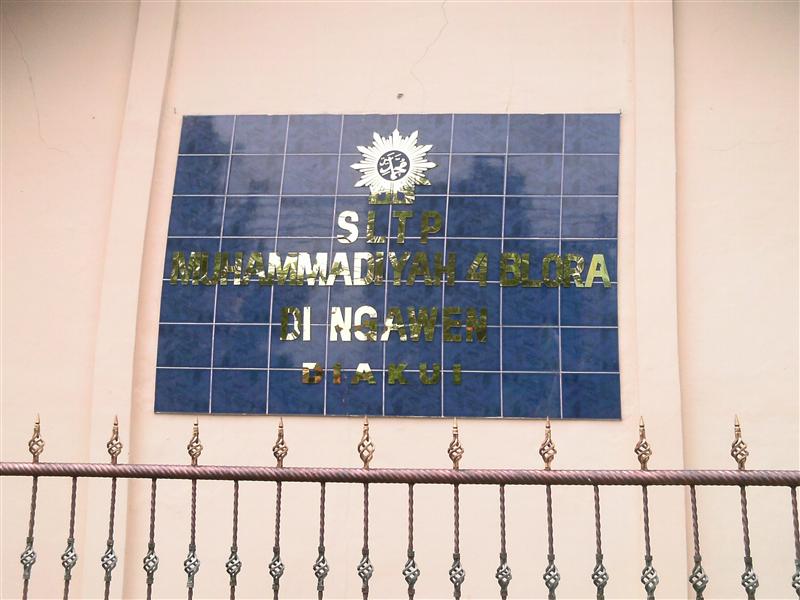 SLTP
MUHAMMADIYAH 4 BLORA
DI NGAWEN
DIAKUI